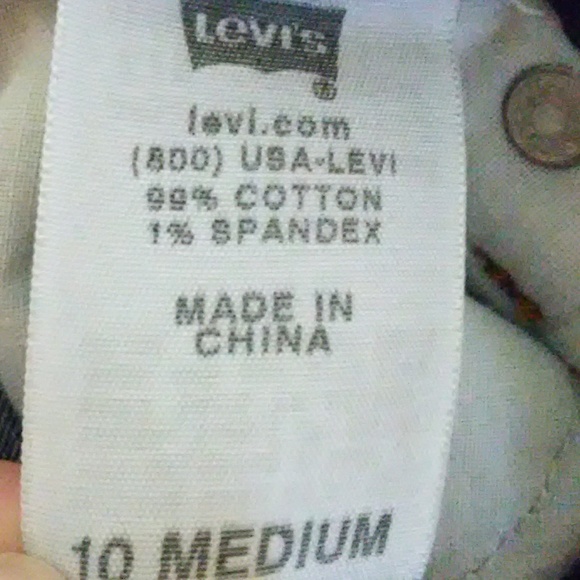 Levi's
levi.com
(800) USA-LEVI
99% COTTON
1% SPANDEX
MADE IN
CHINA
10 MEDIUM